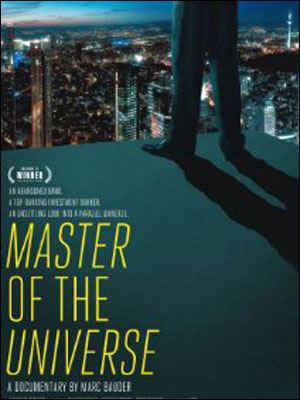 WINNER
AN ABANDONED BANK.
A TOP-RANKING INVESTMENT BANKER.
AN UNSETTLING LOOK INTO A PARALLEL UNIVERSE.
MASTER
OF THE
UNIVERSE
A DOCUMENTARY BY MARC BAUDER